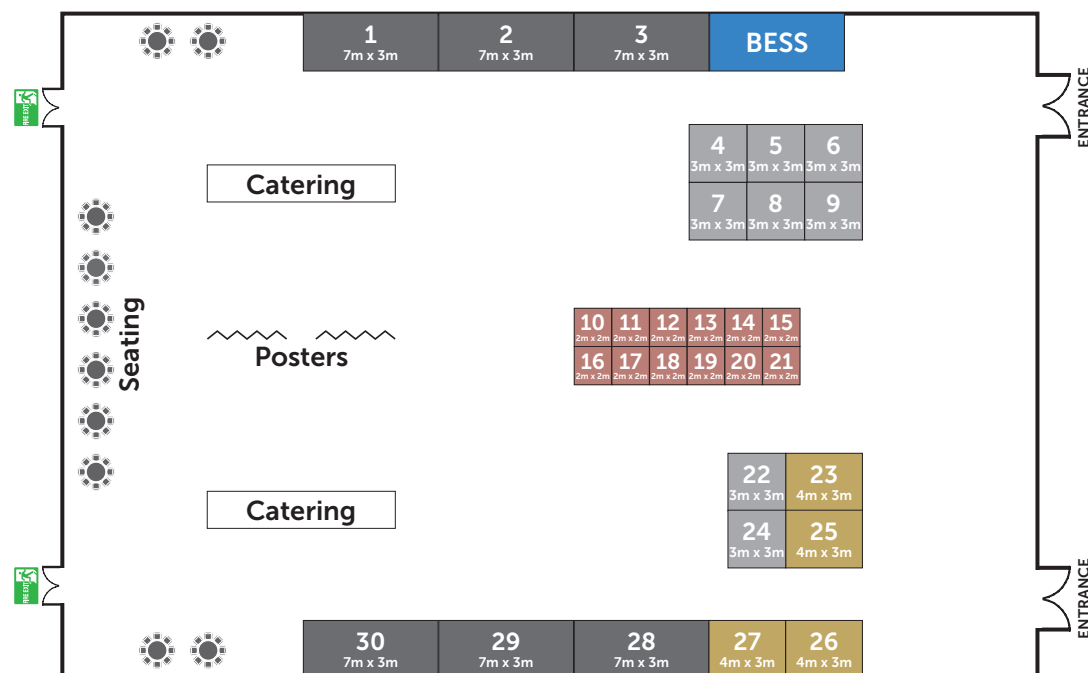 1
7m x 3m
2
7m x 3m
3
7m x 3m
BESS
FIRE EXIT
ENTRANCE
4
3m x 3m
5
3m x 3m
6
3m x 3m
Catering
7
3m x 3m
8
3m x 3m
9
3m x 3m
Seating
Posters
10
2m x 2m
11
2m x 2m
12
2m x 2m
13
2m x 2m
14
2m x 2m
15
2m x 2m
16
2m x 2m
17
2m x 2m
18
2m x 2m
19
2m x 2m
20
2m x 2m
21
2m x 2m
22
3m x 3m
23
4m x 3m
Catering
24
3m x 3m
25
4m x 3m
FIRE EXIT
ENTRANCE
30
7m x 3m
29
7m x 3m
28
7m x 3m
27
4m x 3m
26
4m x 3m